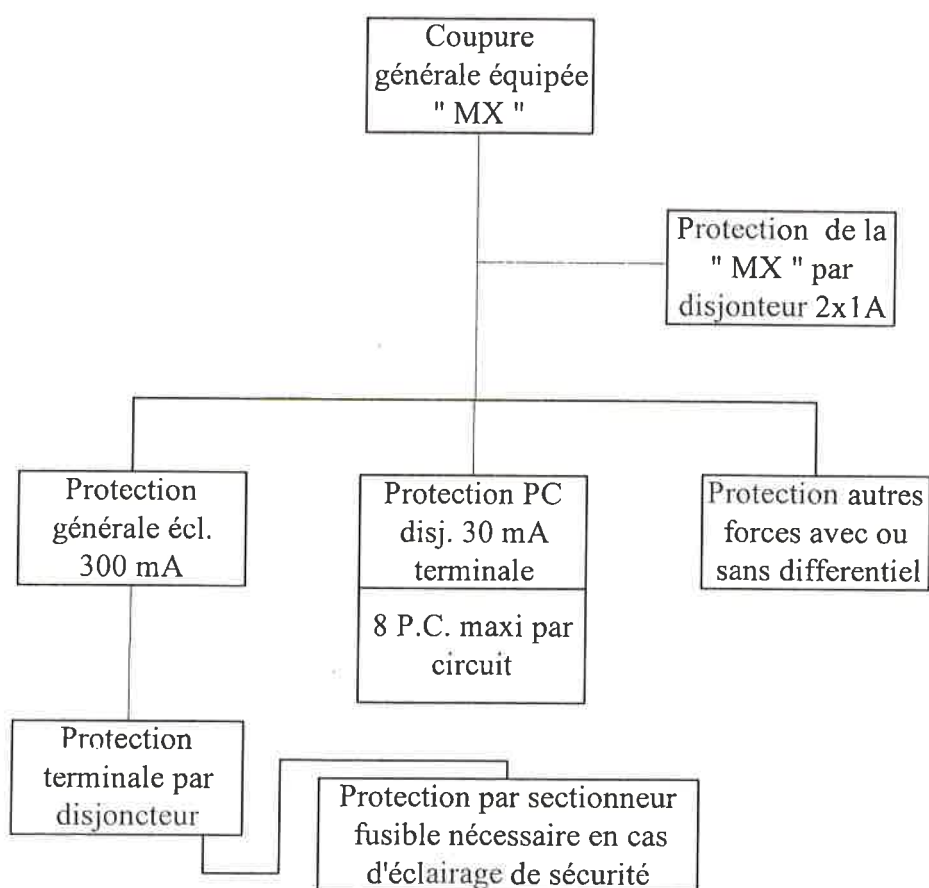 Coupure
générale équipée
" MX "
Protection de la
" MX " par
disjonteur 2x1A
Protection
générale écl.
300 mA
Protection PC
disj. 30 mA
terminale
8 P.C. maxi par
circuit
Protection autres
forces avec ou
sans differentiel
Protection
terminale par
disjoncteur
Protection par sectionneur
fusible nécessaire en cas
d'éclairage de sécurité